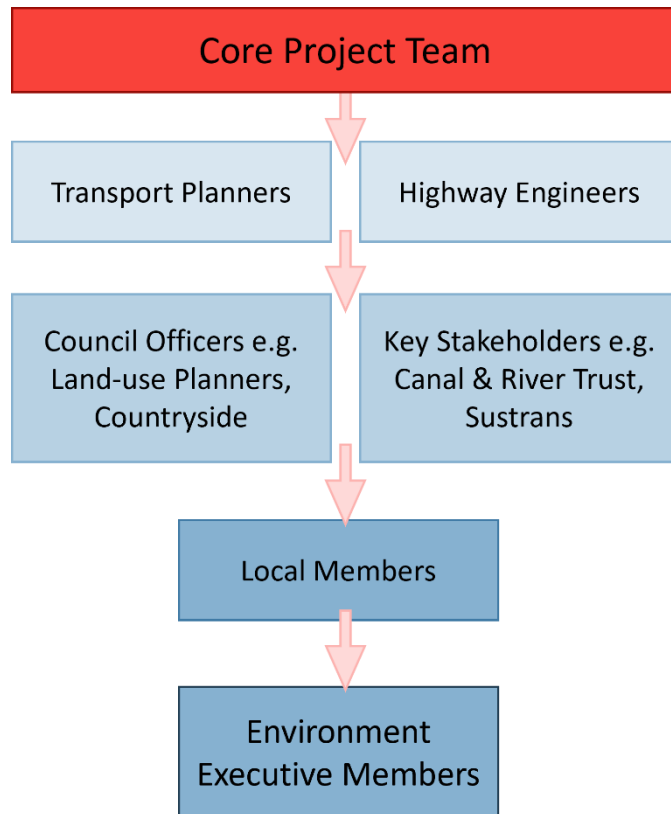 Core Project Team
Transport Planners
Highway Engineers
Council Officers e.g.
Land-use Planners,
Countryside
Key Stakeholders e.g.
Canal & River Trust,
Sustrans
Local Members
Environment
Executive Members